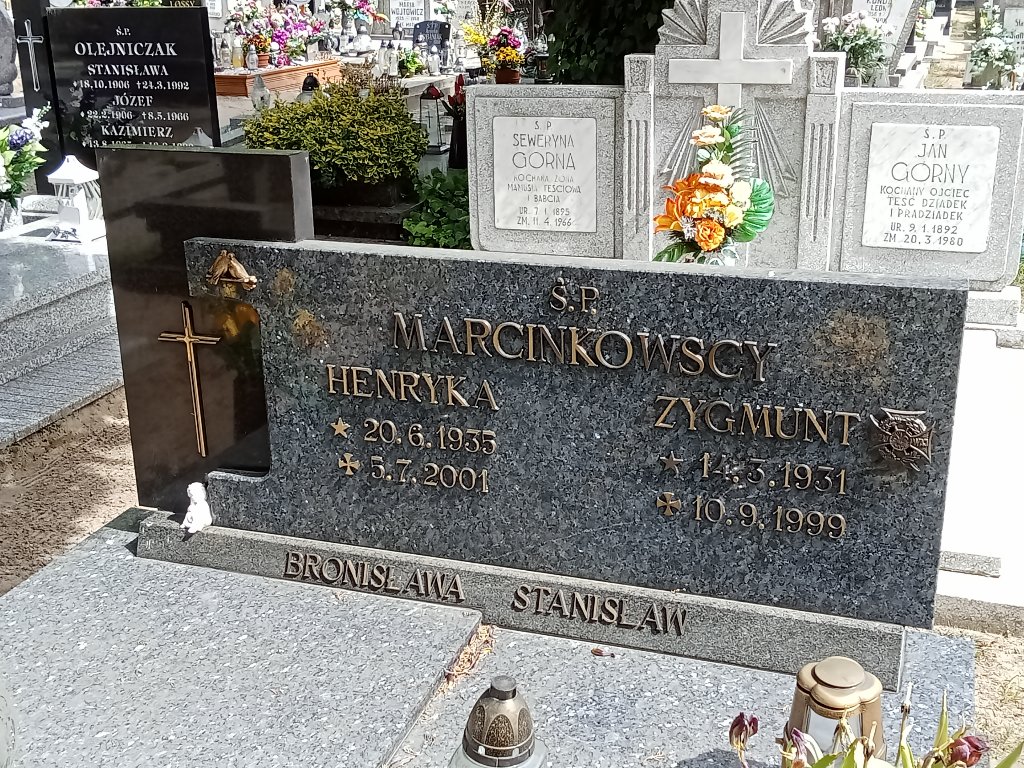 Ś.P.
OLEJNICZAK
STANISŁAWA
*18.10.1906 +24.3.1992
JÓZEF
*22.2.1906 +8.5.1966
KAZIMIERZ
MARIA
WÓJTOWICZ
Ś. P.
SEWERYNA
GÓRNA
KOCHANA ŻONA
MAMUSIA TEŚCIOWA
I BABCIA
UR. 7.1.1895
ZM. 11.4.1966
Ś. P.
JAN
GÓRNY
KOCHANY OJCIEC
TEŚĆ DZIADEK
I PRADZIADEK
UR. 9.1.1892
ZM. 20.3.1980
Ś.P.
MARCINKOWSCY
HENRYKA
20.6.1935
5.7.2001
ZYGMUNT
14.3.1931
10.9.1999
BRONISŁAWA STANISŁAW